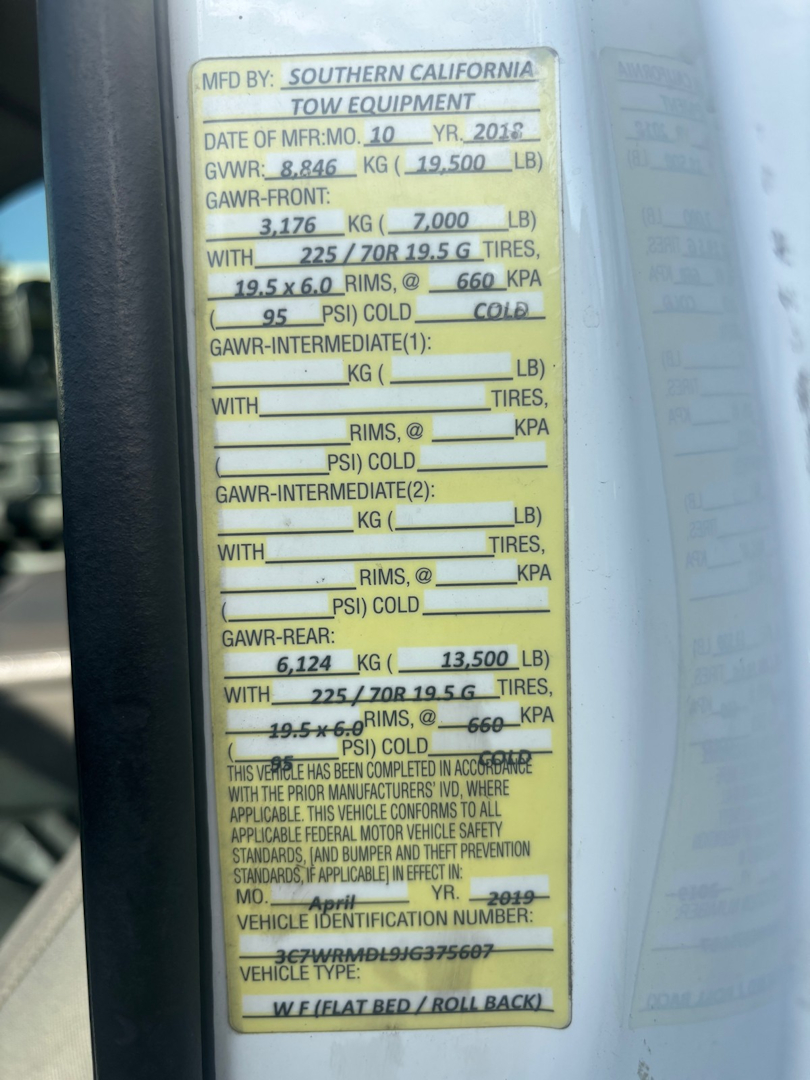 MFD BY: SOUTHERN CALIFORNIA
TOW EQUIPMENT
DATE OF MFR:MO. 10 YR. 2018
GVWR: 8,846 KG ( 19,500 LB)
GAWR-FRONT:
3,176 KG ( 7,000 LB)
WITH 225 / 70R 19.5 G TIRES,
19.5 x 6.0 RIMS, @ 660 KPA
( 95 PSI) COLD COLD
GAWR-INTERMEDIATE(1):
KG ( LB)
WITH TIRES,
RIMS, @ KPA
( PSI) COLD
GAWR-INTERMEDIATE(2):
KG ( LB)
WITH TIRES,
RIMS, @ KPA
( PSI) COLD
GAWR-REAR:
6,124 KG ( 13,500 LB)
WITH 225 / 70R 19.5 G TIRES,
19.5 x 6.0 RIMS, @ 660 KPA
( 95 PSI) COLD COLD
THIS VEHICLE HAS BEEN COMPLETED IN ACCORDANCE
WITH THE PRIOR MANUFACTURERS' IVD, WHERE
APPLICABLE. THIS VEHICLE CONFORMS TO ALL
APPLICABLE FEDERAL MOTOR VEHICLE SAFETY
STANDARDS, [AND BUMPER AND THEFT PREVENTION
STANDARDS, IF APPLICABLE] IN EFFECT IN:
MO. April YR. 2019
VEHICLE IDENTIFICATION NUMBER:
3C7WRMDL9JG375607
VEHICLE TYPE:
W F (FLAT BED / ROLL BACK)